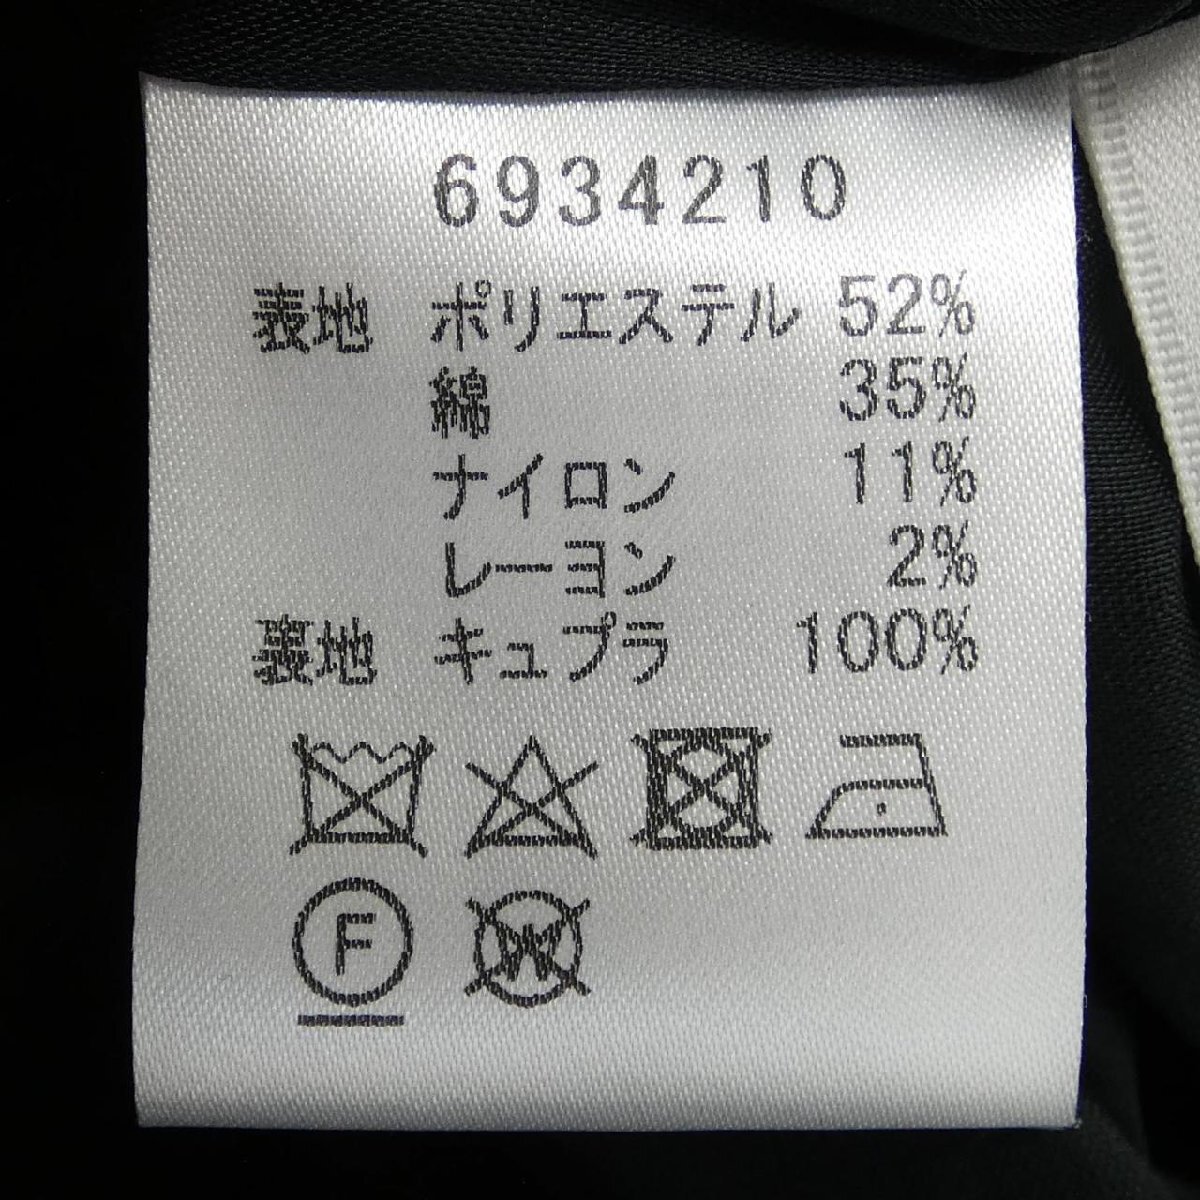 6934210
表地 ポリエステル 52%
綿 35%
ナイロン 11%
レーヨン 2%
裏地 キュプラ 100%
F W